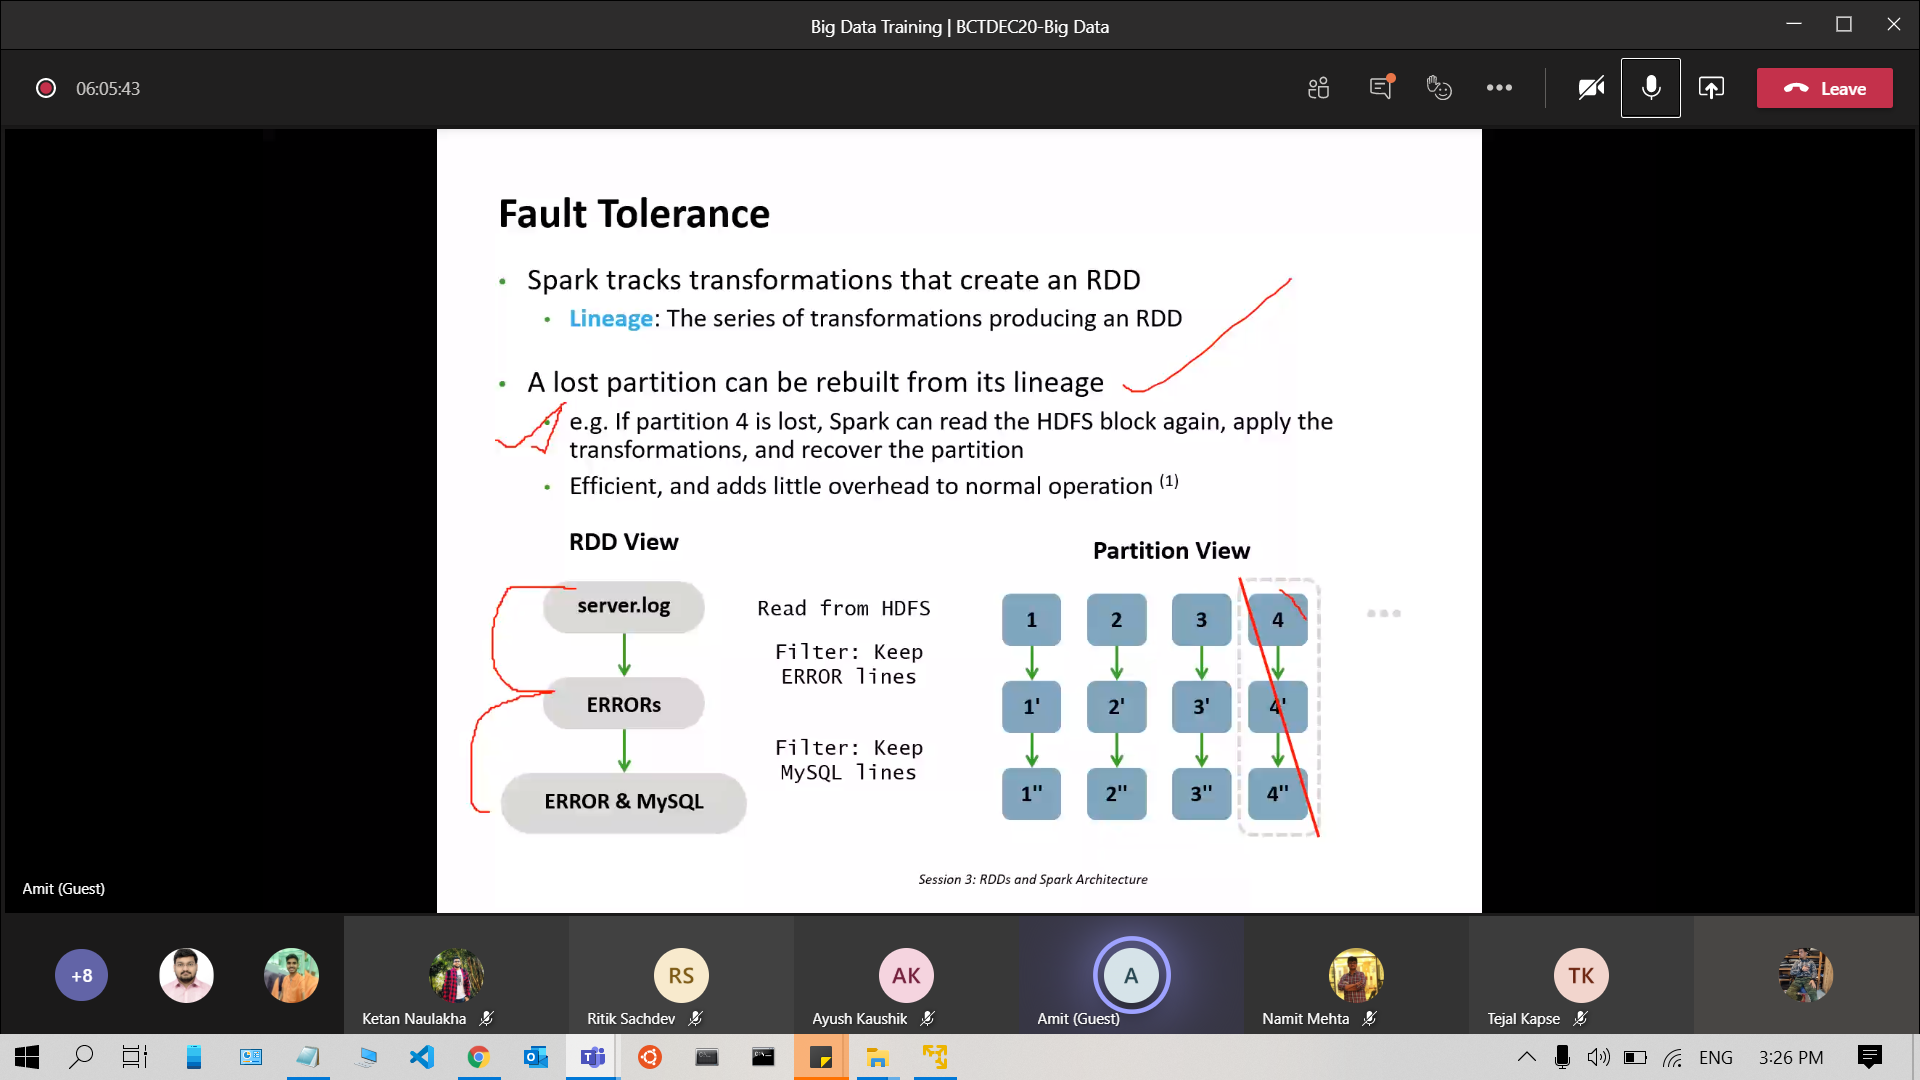 Big Data Training | BCTDEC20-Big Data
06:05:43
Leave
Fault Tolerance
• Spark tracks transformations that create an RDD
• Lineage: The series of transformations producing an RDD
• A lost partition can be rebuilt from its lineage
• e.g. If partition 4 is lost, Spark can read the HDFS block again, apply the
transformations, and recover the partition
• Efficient, and adds little overhead to normal operation (1)
RDD View
server.log
ERRORs
ERROR & MySQL
Read from HDFS
Filter: Keep
ERROR lines
Filter: Keep
MySQL lines
Partition View
1 2 3 4
1' 2' 3' 4'
1'' 2'' 3'' 4''
Session 3: RDDs and Spark Architecture
Amit (Guest)
+8
RS
AK
A
TK
Ketan Naulakha
Ritik Sachdev
Ayush Kaushik
Amit (Guest)
Namit Mehta
Tejal Kapse
ENG
3:26 PM